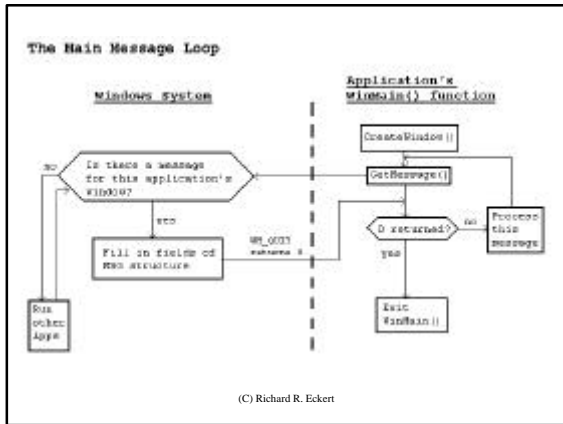 The Main Message Loop
Windows System
Application's
WinMain() function
CreateWindow()
GetMessage()
Is there a message
for this application's
Window?
no
yes
Fill in fields of
MSG structure
WM_QUIT
returns 0
0 returned?
no
yes
Process
this
message
Run
other
Apps
Exit
WinMain()
(C) Richard R. Eckert